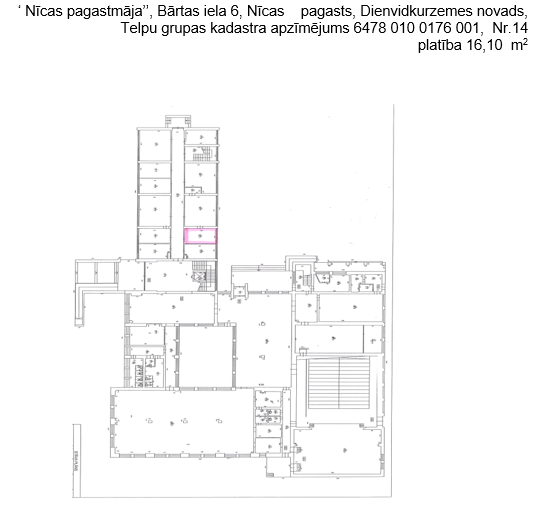 ‘ Nīcas pagastmāja’’, Bārtas iela 6, Nīcas pagasts, Dienvidkurzemes novads,
Telpu grupas kadastra apzīmējums 6478 010 0176 001, Nr.14
platība 16,10 m²